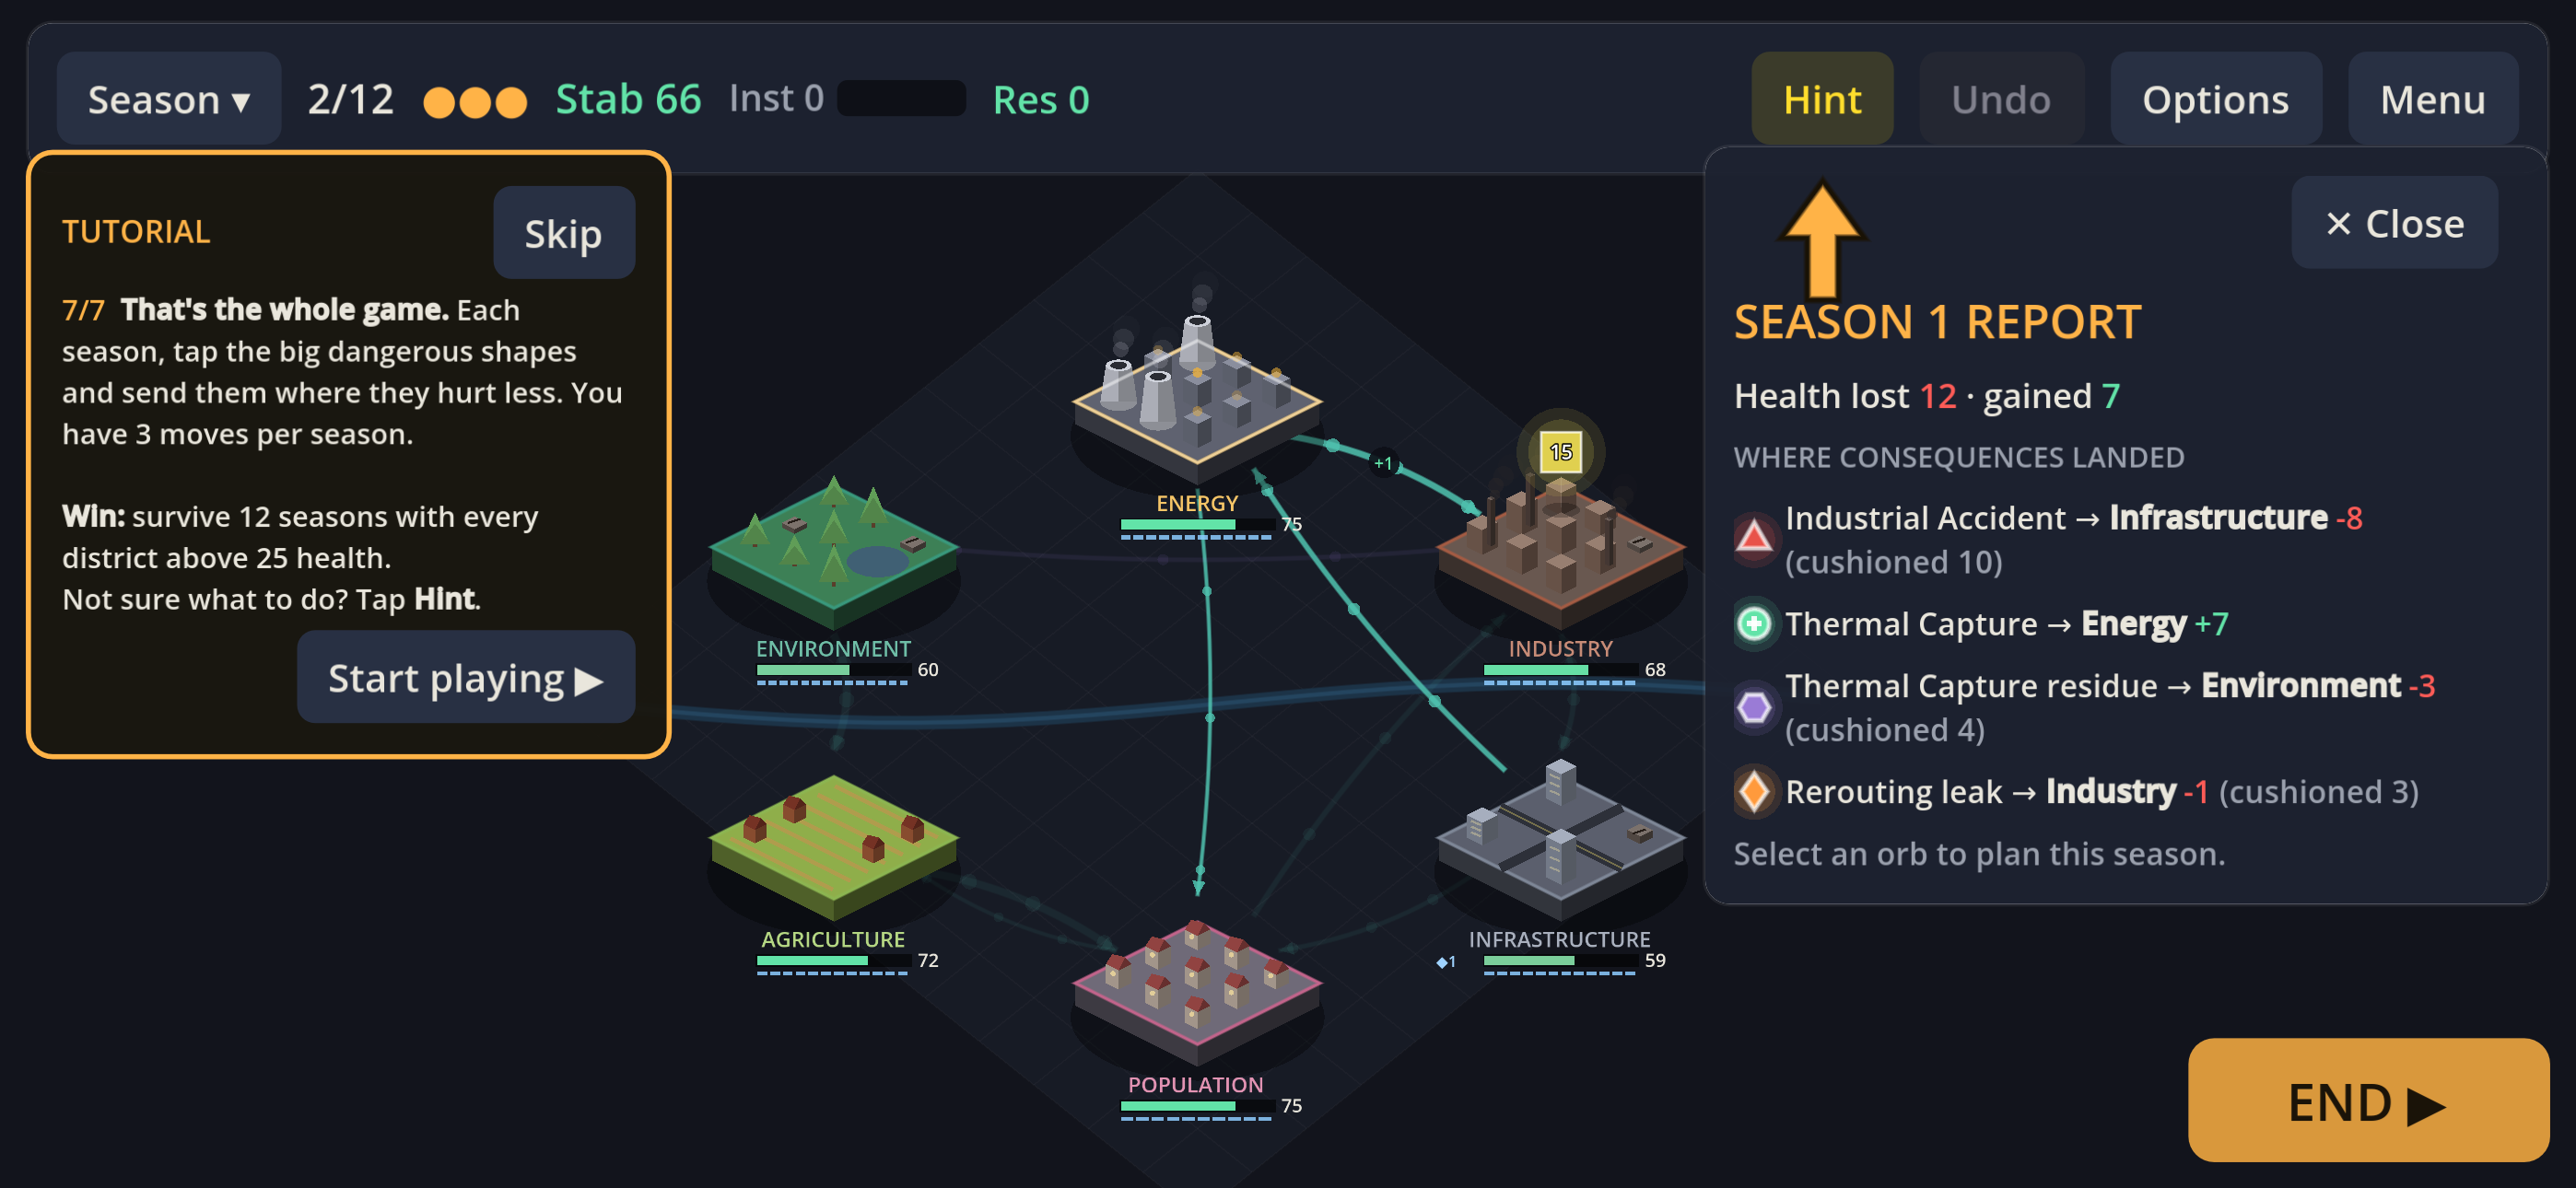 Season ▾ 2/12 Stab 66 Inst 0 Res 0 Hint Undo Options Menu
TUTORIAL
Skip
7/7 That's the whole game. Each
season, tap the big dangerous shapes
and send them where they hurt less. You
have 3 moves per season.
Win: survive 12 seasons with every
district above 25 health.
Not sure what to do? Tap Hint.
Start playing ▶
15
+1
ENERGY
75
ENVIRONMENT
60
INDUSTRY
68
AGRICULTURE
72
INFRASTRUCTURE
◆1
59
POPULATION
75
✕ Close
SEASON 1 REPORT
Health lost 12 · gained 7
WHERE CONSEQUENCES LANDED
Industrial Accident → Infrastructure -8
(cushioned 10)
Thermal Capture → Energy +7
Thermal Capture residue → Environment -3
(cushioned 4)
Rerouting leak → Industry -1 (cushioned 3)
Select an orb to plan this season.
END ▶